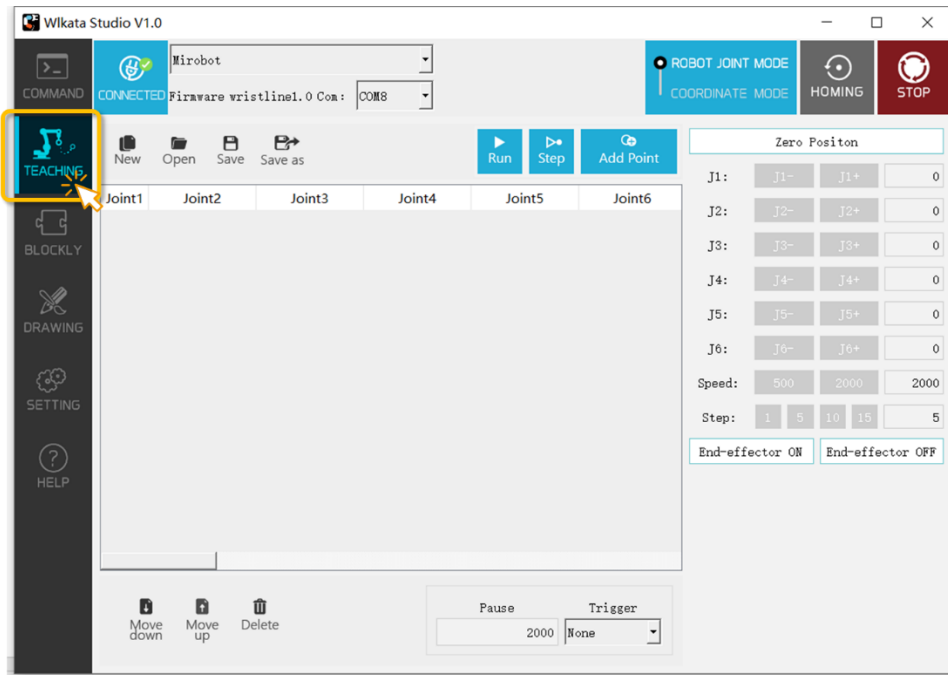 Wlkata Studio V1.0
COMMAND
CONNECTED
Mirobot
Firmware wristline1.0 Com: COM8
ROBOT JOINT MODE
COORDINATE MODE
HOMING
STOP
TEACHING
New Open Save Save as
Run Step Add Point
Zero Positon
Joint1 Joint2 Joint3 Joint4 Joint5 Joint6
J1: J1- J1+ 0
J2: J2- J2+ 0
J3: J3- J3+ 0
J4: J4- J4+ 0
J5: J5- J5+ 0
J6: J6- J6+ 0
Speed: 500 2000 2000
Step: 1 5 10 15 5
End-effector ON End-effector OFF
BLOCKLY
DRAWING
SETTING
HELP
Move down
Move up
Delete
Pause Trigger
2000 None